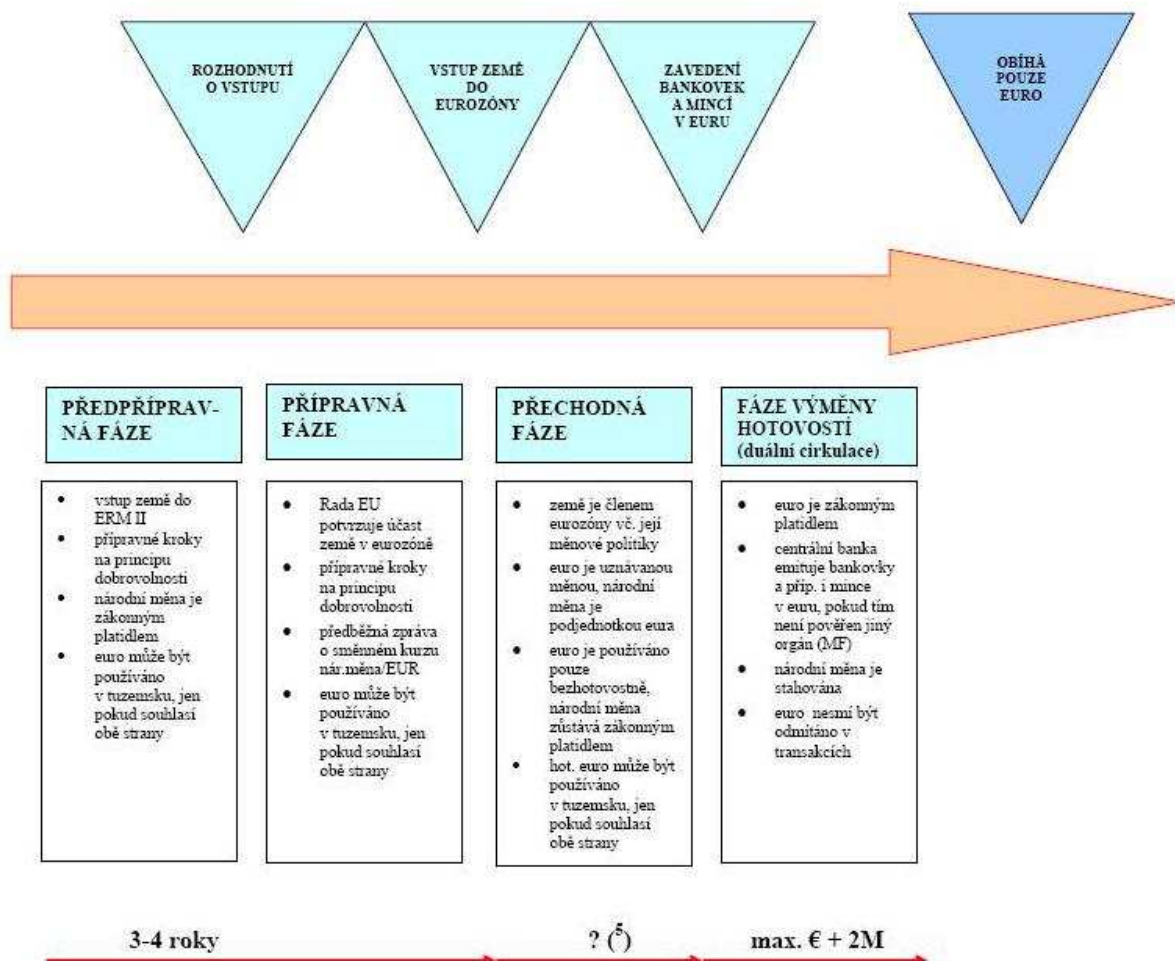 ROZHODNUTÍ
O VSTUPU
VSTUP ZEMĚ
DO
EUROZÓNY
ZAVEDENÍ
BANKOVEK
A MINCÍ
V EURU
OBÍHÁ
POUZE
EURO
PŘEDPŘÍPRAV-
NÁ FÁZE
• vstup země do
ERM II
• přípravné kroky
na principu
dobrovolnosti
• národní měna je
zákonným
platidlem
• euro může být
používáno
v tuzemsku, jen
pokud souhlasí
obě strany
PŘÍPRAVNÁ
FÁZE
• Rada EU
potvrzuje účast
země v eurozóně
• přípravné kroky
na principu
dobrovolnosti
• předběžná zpráva
o směnném kurzu
nár.měna/EUR
• euro může být
používáno
v tuzemsku, jen
pokud souhlasí
obě strany
PŘECHODNÁ
FÁZE
• země je členem
eurozóny vč. její
měnové politiky
• euro je uznávanou
měnou, národní
měna je
podjednotkou eura
• euro je používáno
pouze
bezhotovostně,
národní měna
zůstává zákonným
platidlem
• hot. euro může být
používáno
v tuzemsku, jen
pokud souhlasí
obě strany
FÁZE VÝMĚNY
HOTOVOSTÍ
(duální cirkulace)
• euro je zákonným
platidlem
• centrální banka
emituje bankovky
a příp. i mince
v euru, pokud tím
není pověřen jiný
orgán (MF)
• národní měna je
stahována
• euro nesmí být
odmítáno v
transakcích
3-4 roky
? (⁵)
max. € + 2M